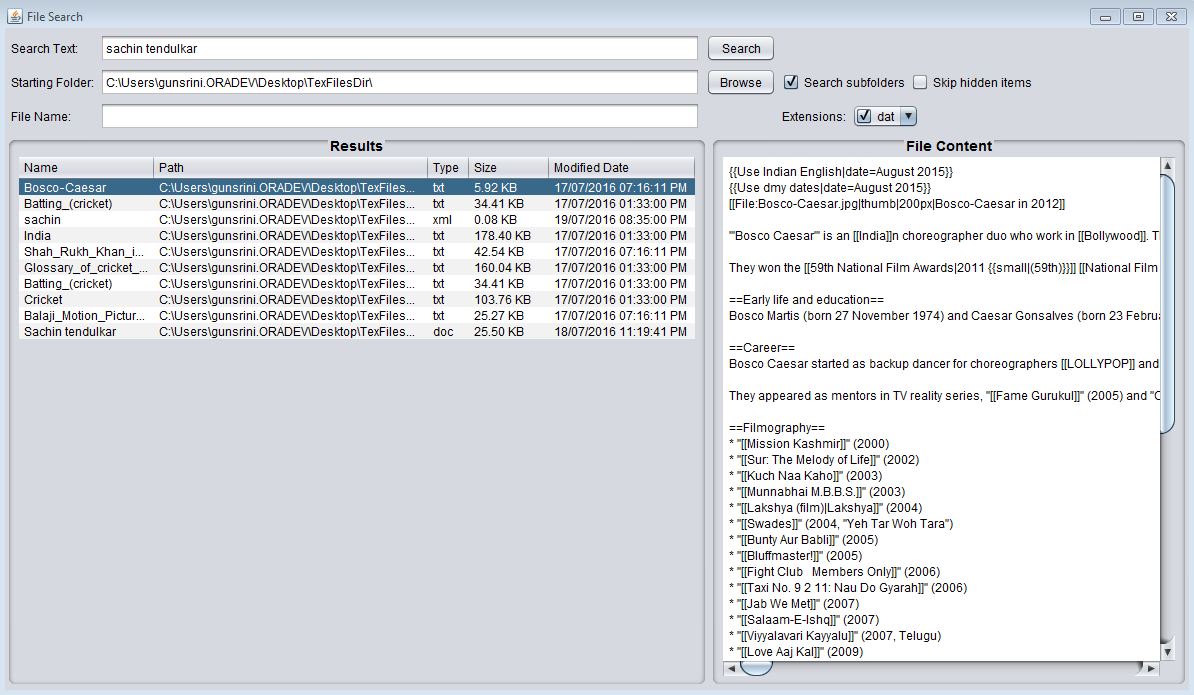 File Search
Search Text: sachin tendulkar Search
Starting Folder: C:\Users\gunsrini.ORADEV\Desktop\TexFilesDir\ Browse Search subfolders Skip hidden items
File Name: Extensions: dat
Results
Name Path Type Size Modified Date
Bosco-Caesar C:\Users\gunsrini.ORADEV\Desktop\TexFiles... txt 5.92 KB 17/07/2016 07:16:11 PM
Batting_(cricket) C:\Users\gunsrini.ORADEV\Desktop\TexFiles... txt 34.41 KB 17/07/2016 01:33:00 PM
sachin C:\Users\gunsrini.ORADEV\Desktop\TexFiles... xml 0.08 KB 19/07/2016 08:35:00 PM
India C:\Users\gunsrini.ORADEV\Desktop\TexFiles... txt 178.40 KB 17/07/2016 01:33:00 PM
Shah_Rukh_Khan_i... C:\Users\gunsrini.ORADEV\Desktop\TexFiles... txt 42.54 KB 17/07/2016 07:16:11 PM
Glossary_of_cricket_... C:\Users\gunsrini.ORADEV\Desktop\TexFiles... txt 160.04 KB 17/07/2016 01:33:00 PM
Batting_(cricket) C:\Users\gunsrini.ORADEV\Desktop\TexFiles... txt 34.41 KB 17/07/2016 01:33:00 PM
Cricket C:\Users\gunsrini.ORADEV\Desktop\TexFiles... txt 103.76 KB 17/07/2016 01:33:00 PM
Balaji_Motion_Pictur... C:\Users\gunsrini.ORADEV\Desktop\TexFiles... txt 25.27 KB 17/07/2016 07:16:11 PM
Sachin tendulkar C:\Users\gunsrini.ORADEV\Desktop\TexFiles... doc 25.50 KB 18/07/2016 11:19:41 PM
File Content
{{Use Indian English|date=August 2015}}
{{Use dmy dates|date=August 2015}}
[[File:Bosco-Caesar.jpg|thumb|200px|Bosco-Caesar in 2012]]
'''Bosco Caesar''' is an [[India]]n choreographer duo who work in [[Bollywood]]. T
They won the [[59th National Film Awards|2011 {{small|(59th)}}]] [[National Film
==Early life and education==
Bosco Martis (born 27 November 1974) and Caesar Gonsalves (born 23 Febru
==Career==
Bosco Caesar started as backup dancer for choreographers [[LOLLYPOP]] and
They appeared as mentors in TV reality series, ''[[Fame Gurukul]]'' (2005) and ''C
==Filmography==
* ''[[Mission Kashmir]]'' (2000)
* ''[[Sur: The Melody of Life]]'' (2002)
* ''[[Kuch Naa Kaho]]'' (2003)
* ''[[Munnabhai M.B.B.S.]]'' (2003)
* ''[[Lakshya (film)|Lakshya]]'' (2004)
* ''[[Swades]]'' (2004, "Yeh Tar Woh Tara")
* ''[[Bunty Aur Babli]]'' (2005)
* ''[[Bluffmaster!]]'' (2005)
* ''[[Fight Club   Members Only]]'' (2006)
* ''[[Taxi No. 9 2 11: Nau Do Gyarah]]'' (2006)
* ''[[Jab We Met]]'' (2007)
* ''[[Salaam-E-Ishq]]'' (2007)
* ''[[Viyyalavari Kayyalu]]'' (2007, Telugu)
* ''[[Love Aaj Kal]]'' (2009)